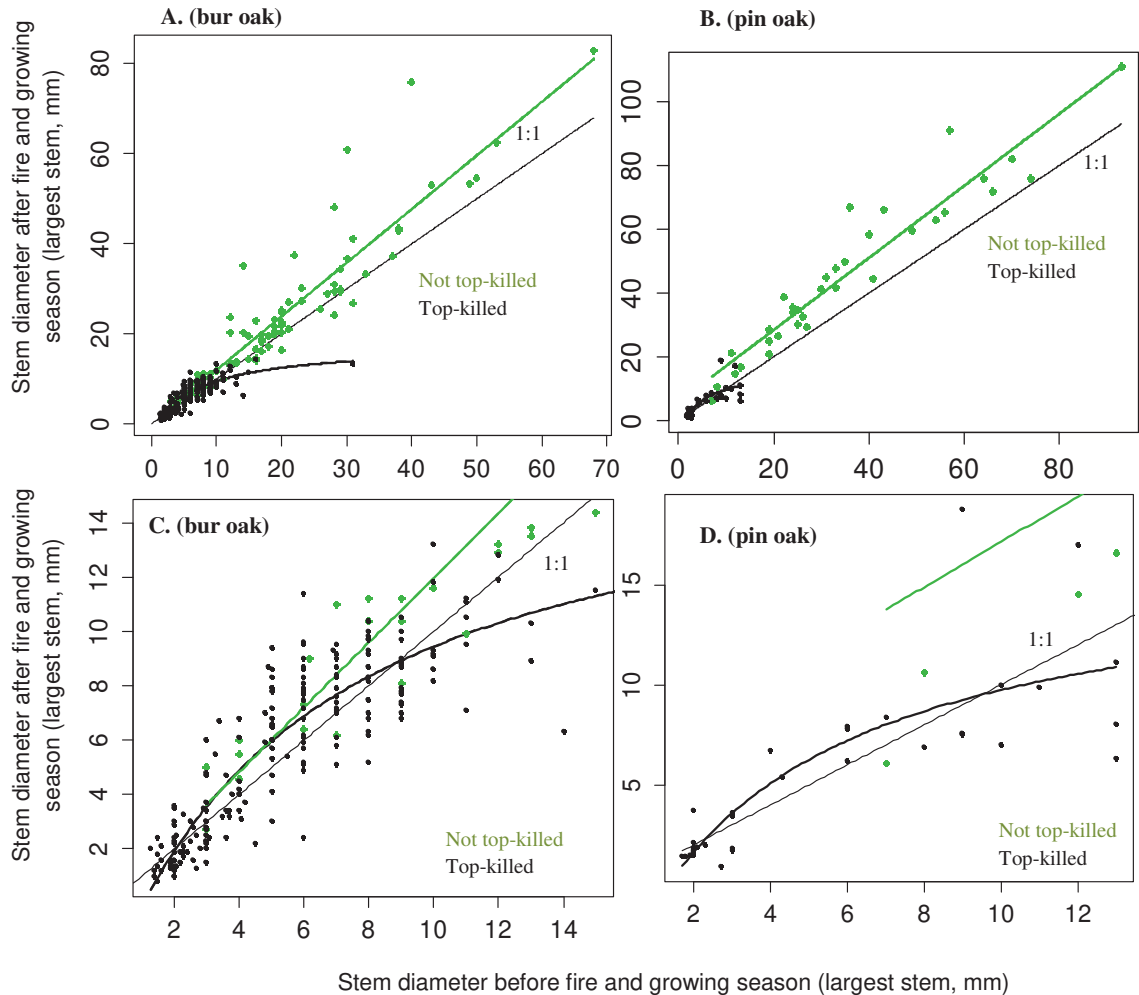 A. (bur oak)
B. (pin oak)
Stem diameter after fire and growing
season (largest stem, mm)
80
60
40
20
0
1:1
Not top-killed
Top-killed
0 10 20 30 40 50 60 70
100
80
60
40
20
0
1:1
Not top-killed
Top-killed
0 20 40 60 80
C. (bur oak)
D. (pin oak)
Stem diameter after fire and growing
season (largest stem, mm)
14
12
10
8
6
4
2
1:1
Not top-killed
Top-killed
2 4 6 8 10 12 14
15
10
5
1:1
Not top-killed
Top-killed
2 4 6 8 10 12
Stem diameter before fire and growing season (largest stem, mm)